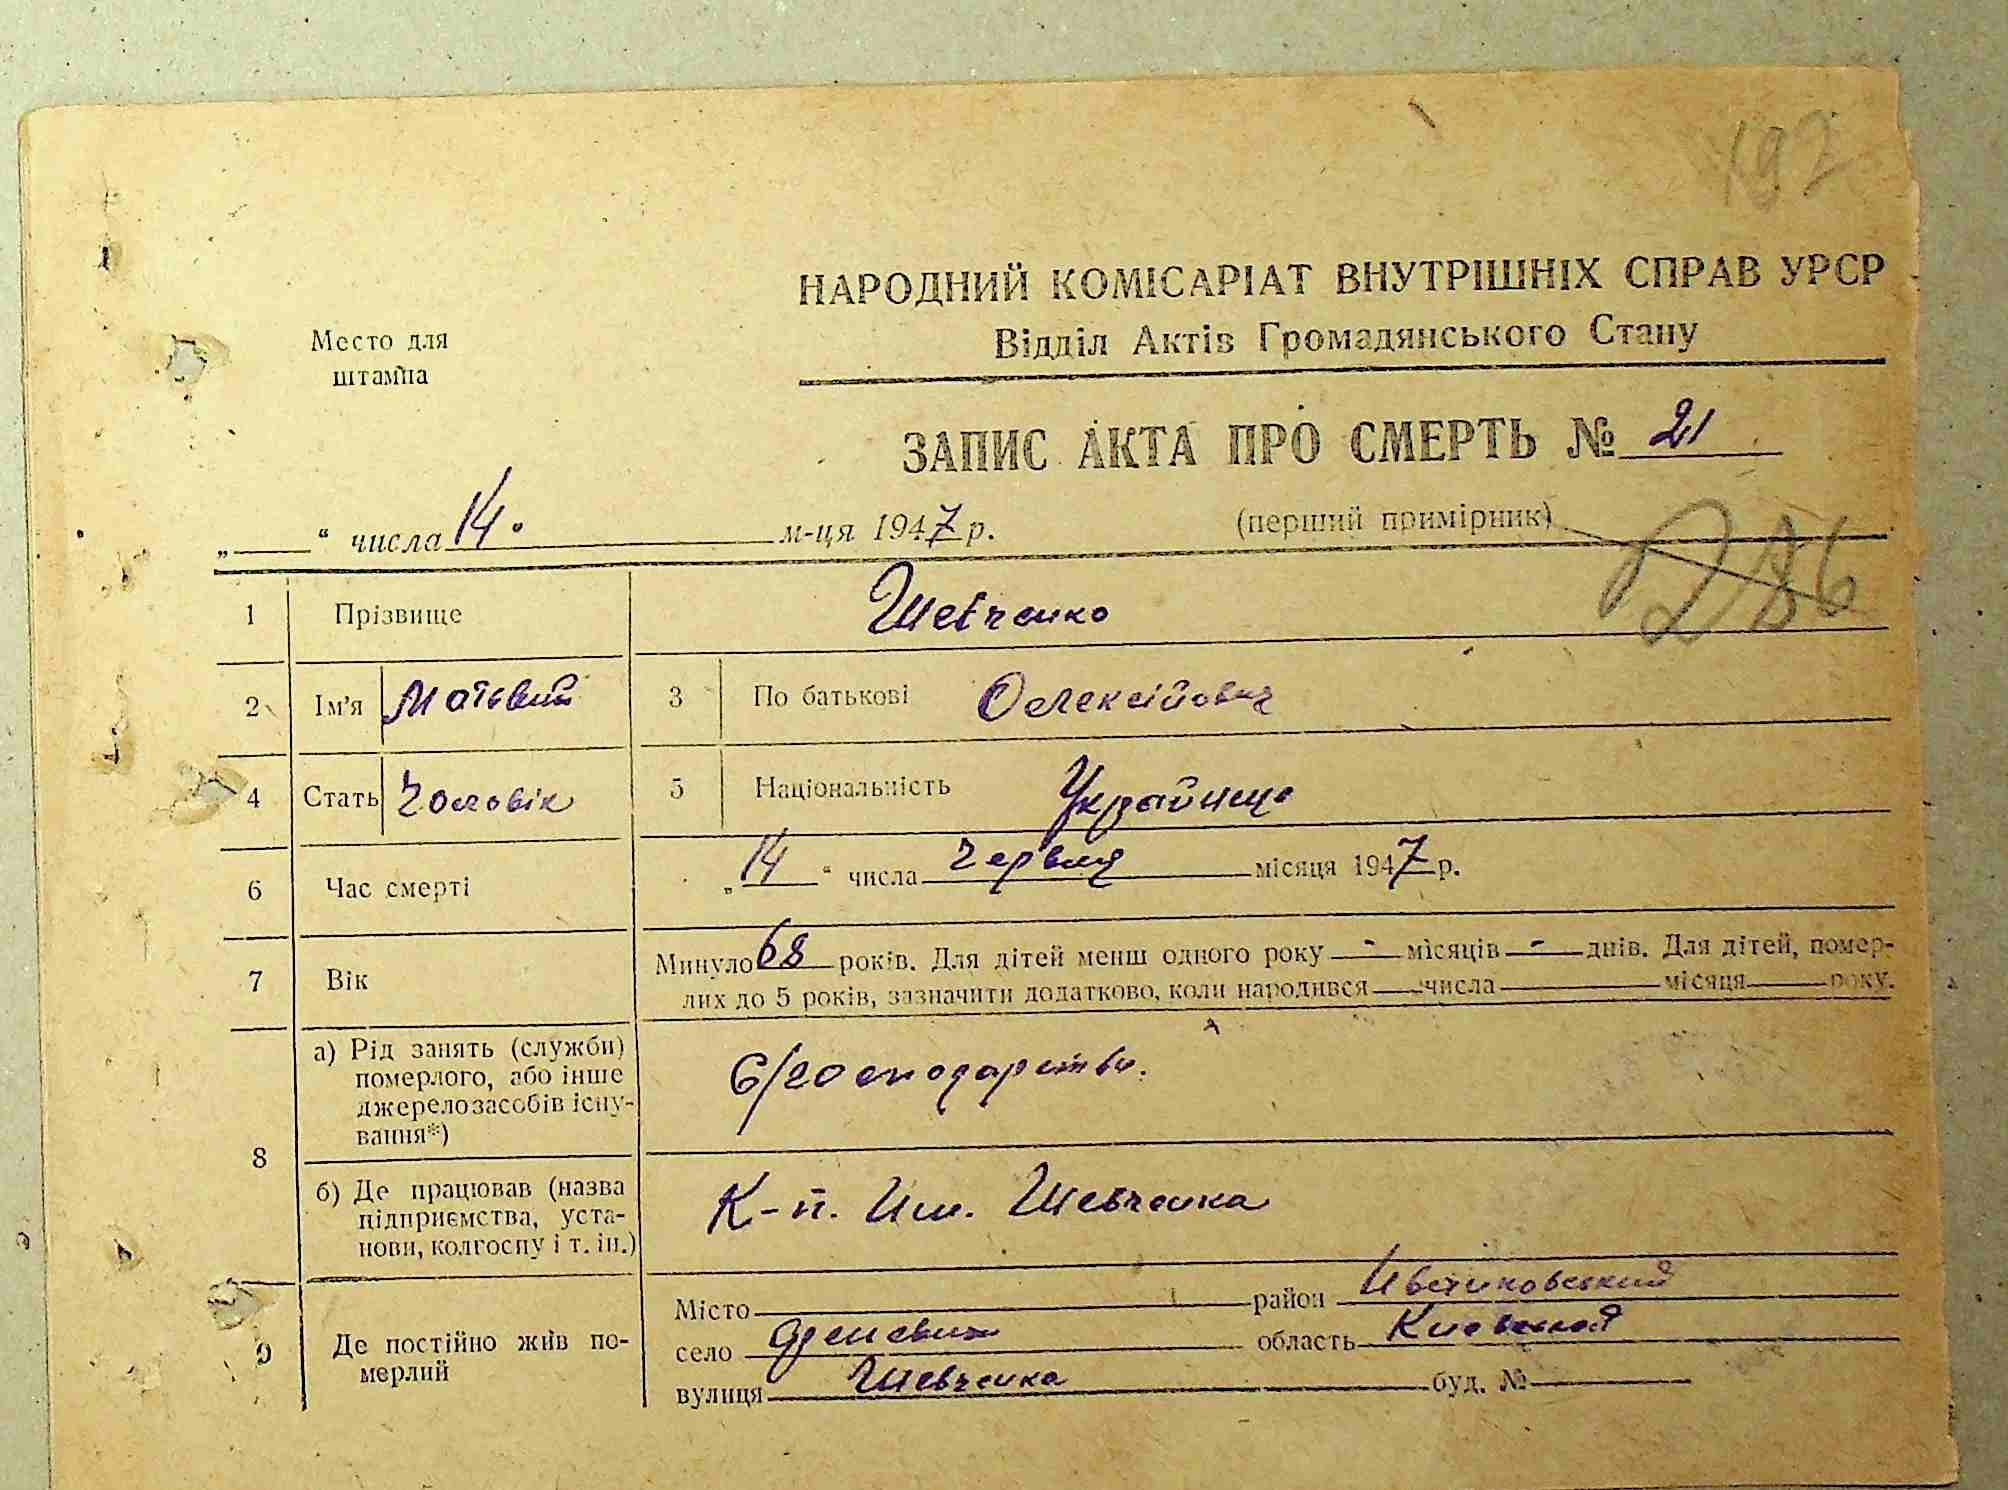 192
НАРОДНИЙ КОМІСАРІАТ ВНУТРІШНІХ СПРАВ УРСР
Відділ Актів Громадянського Стану
Место для
штампа
ЗАПИС АКТА ПРО СМЕРТЬ № 21
„ “ числа 14 м-ця 1947 р. (перший примірник)
286
1 Прізвище Шевченко
2 Ім'я Матвий 3 По батькові Олексійович
4 Стать Чоловік 5 Національність
6 Час смерті „14“ числа Червня місяця 1947 р.
7 Вік Минуло 68 років. Для дітей менш одного року - місяців - днів. Для дітей, помер-
лих до 5 років, зазначити додатково, коли народився числа місяця року.
8 а) Рід занять (служби)
померлого, або інше
джерело засобів існу-
вання*)
С/господарство.
б) Де працював (назва
підприємства, уста-
нови, колгоспу і т. ін.)
К-п. Им. Шевченка
9 Де постійно жив по-
мерлий
Місто район
село область Киевская
вулиця Шевченка буд. №